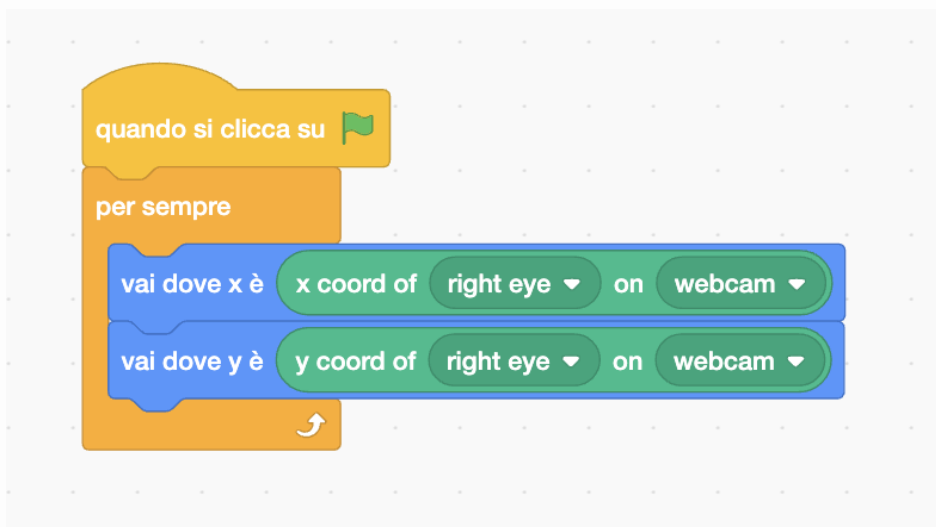 quando si clicca su
per sempre
vai dove x è x coord of right eye on webcam
vai dove y è y coord of right eye on webcam